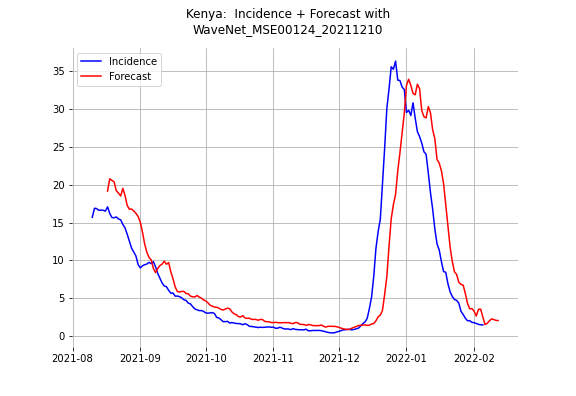 Kenya:  Incidence + Forecast with
WaveNet_MSE00124_20211210
Incidence
Forecast
35
30
25
20
15
10
5
0
2021-08 2021-09 2021-10 2021-11 2021-12 2022-01 2022-02